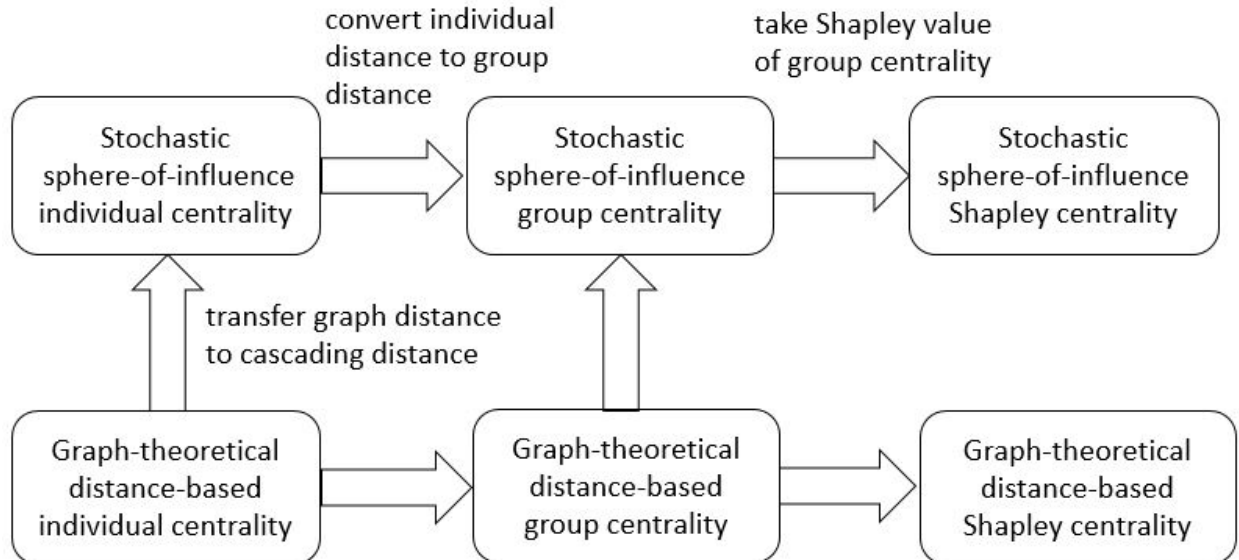 convert individual
distance to group
distance
take Shapley value
of group centrality
Stochastic
sphere-of-influence
individual centrality
Stochastic
sphere-of-influence
group centrality
Stochastic
sphere-of-influence
Shapley centrality
transfer graph distance
to cascading distance
Graph-theoretical
distance-based
individual centrality
Graph-theoretical
distance-based
group centrality
Graph-theoretical
distance-based
Shapley centrality